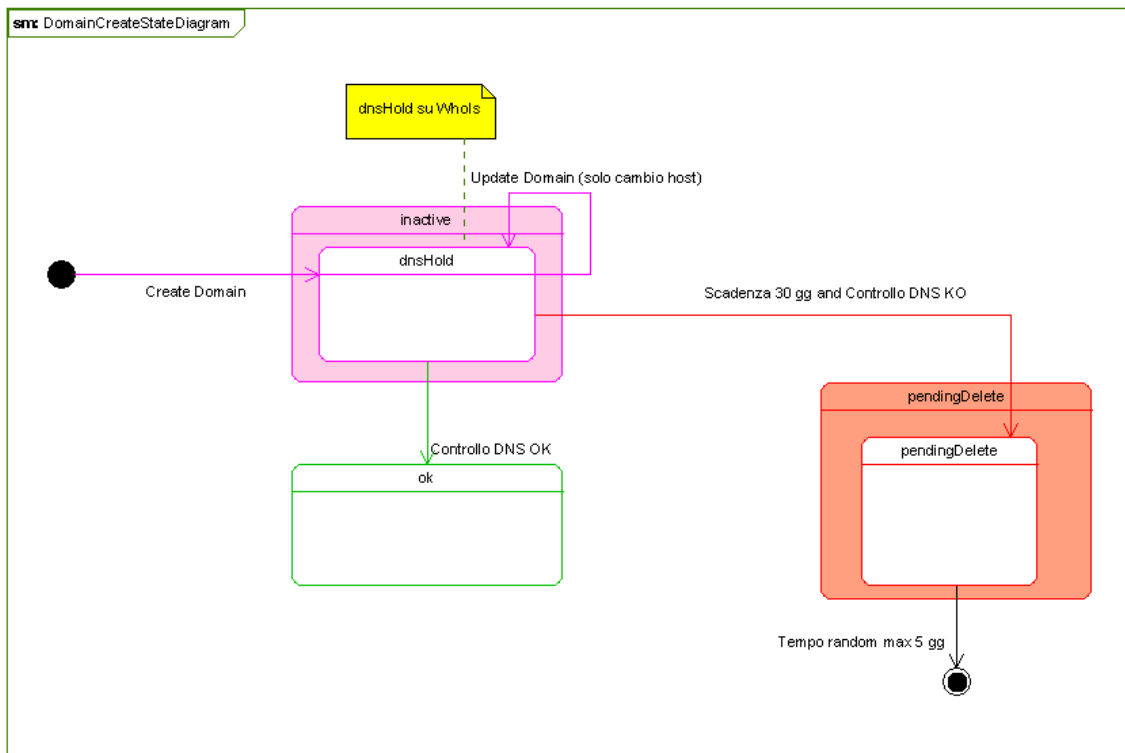 sm: DomainCreateStateDiagram
dnsHold su WhoIs
Update Domain (solo cambio host)
inactive
dnsHold
Create Domain
Scadenza 30 gg and Controllo DNS KO
pendingDelete
pendingDelete
Controllo DNS OK
ok
Tempo random max 5 gg